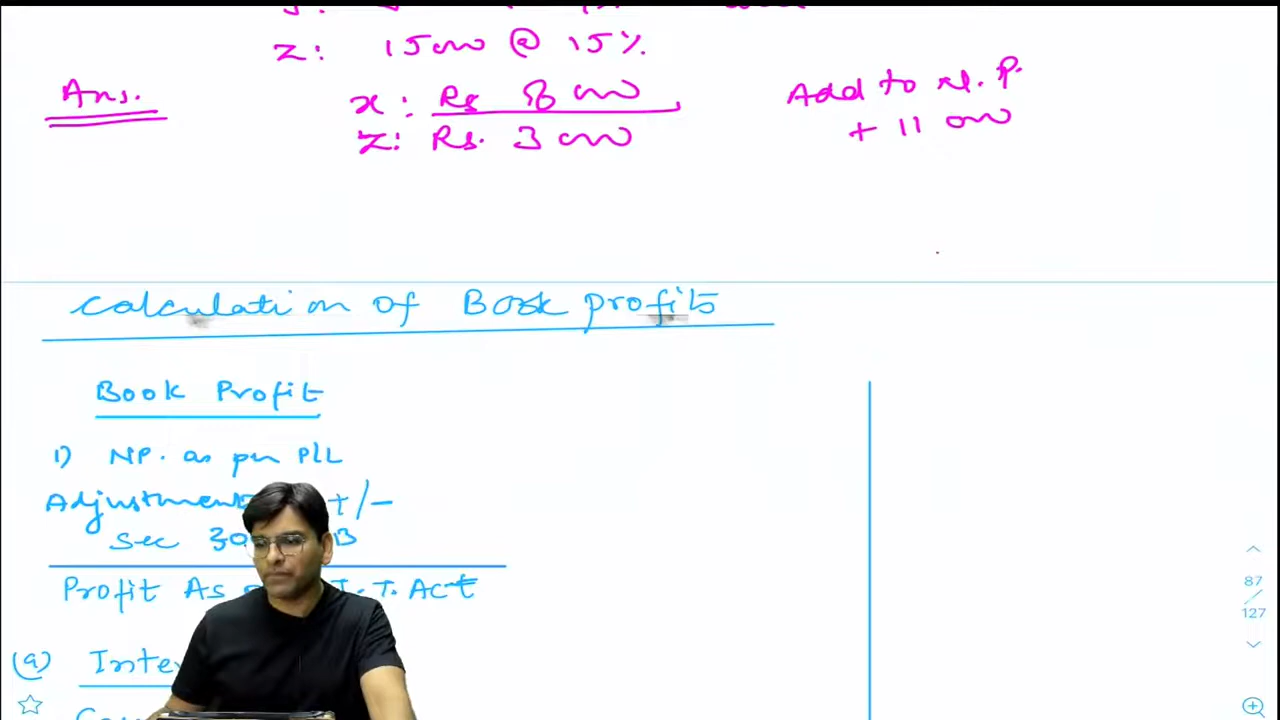 Z: 15000 @ 15%
Ans.
x: Rs 8000
Z: Rs. 3000
Add to N.P.
+ 11000
Calculation of Book profits
Book Profit
1) NP. as per P/L
Adjustment +/-
Sec 30 B
Profit As I.T. Act
(a) Inte
87
/
127